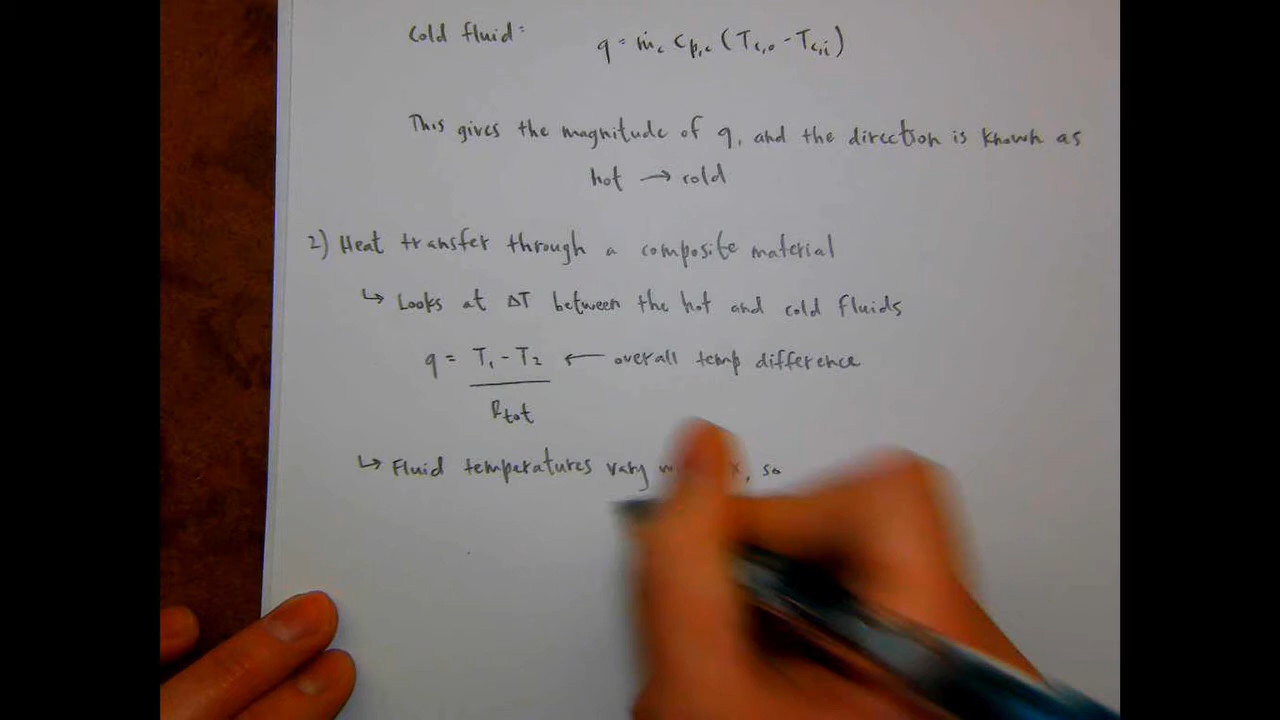 Cold fluid: q = ṁc Cp,c (Tc,o - Tc,i)
This gives the magnitude of q, and the direction is known as
hot → cold
2) Heat transfer through a composite material
↳ Looks at ΔT between the hot and cold fluids
q = T1 - T2 ← overall temp difference
Rtot
↳ Fluid temperatures vary x, so